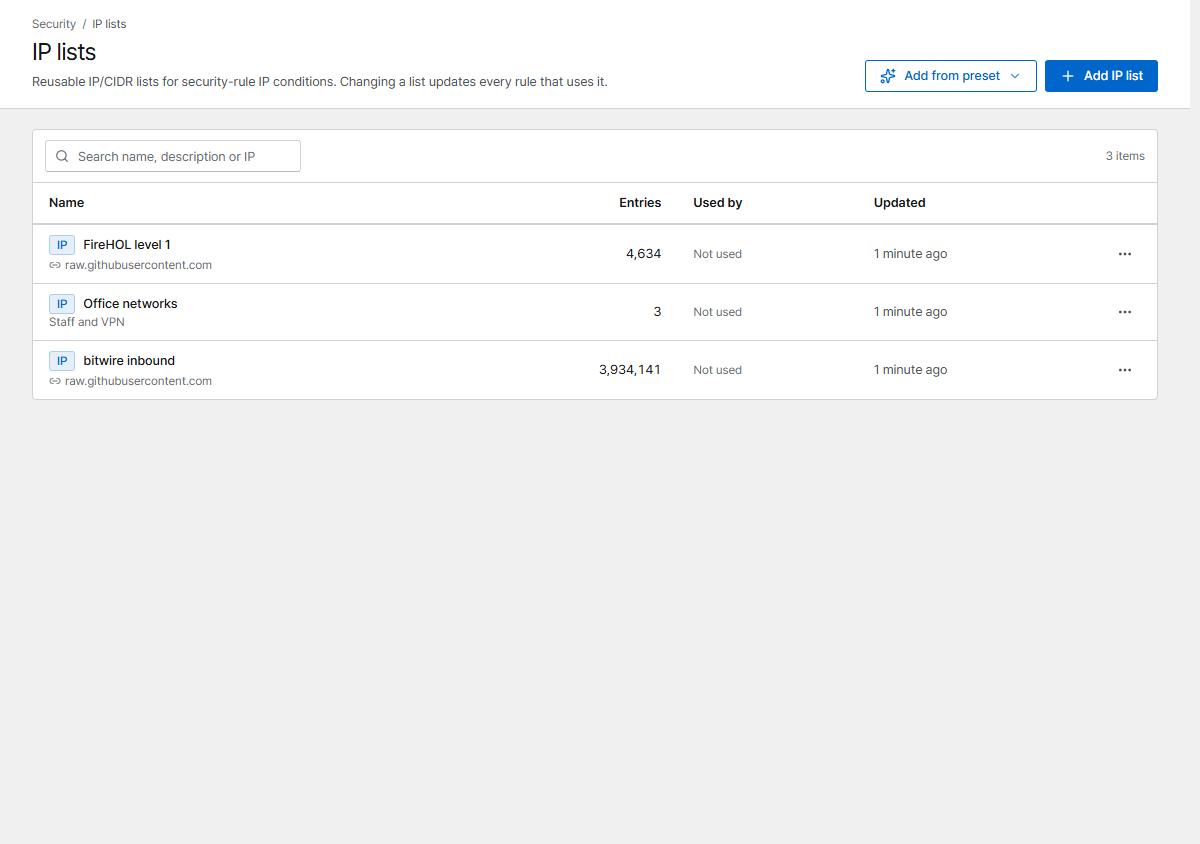 Security / IP lists
IP lists
Reusable IP/CIDR lists for security-rule IP conditions. Changing a list updates every rule that uses it.
Add from preset
Add IP list
Search name, description or IP
3 items
Name Entries Used by Updated
IP FireHOL level 1
raw.githubusercontent.com
4,634 Not used 1 minute ago
IP Office networks
Staff and VPN
3 Not used 1 minute ago
IP bitwire inbound
raw.githubusercontent.com
3,934,141 Not used 1 minute ago